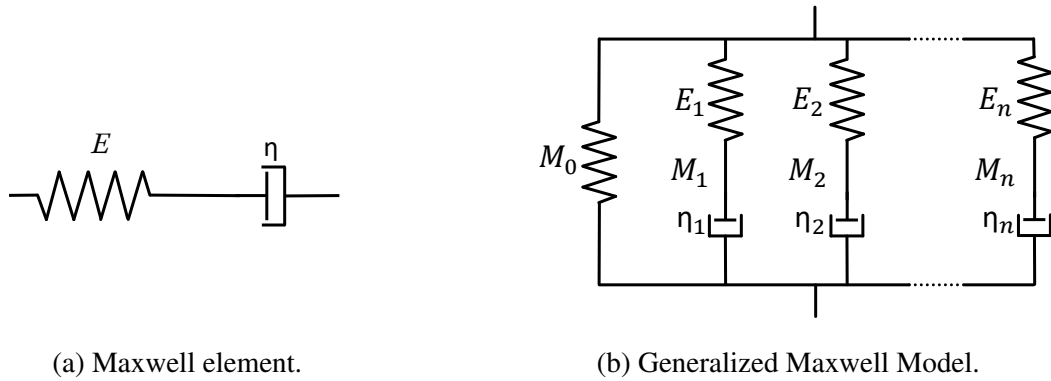 E
η
(a) Maxwell element.
E₁ E₂ Eₙ
M₀ M₁ M₂ Mₙ
η₁ η₂ ηₙ
(b) Generalized Maxwell Model.